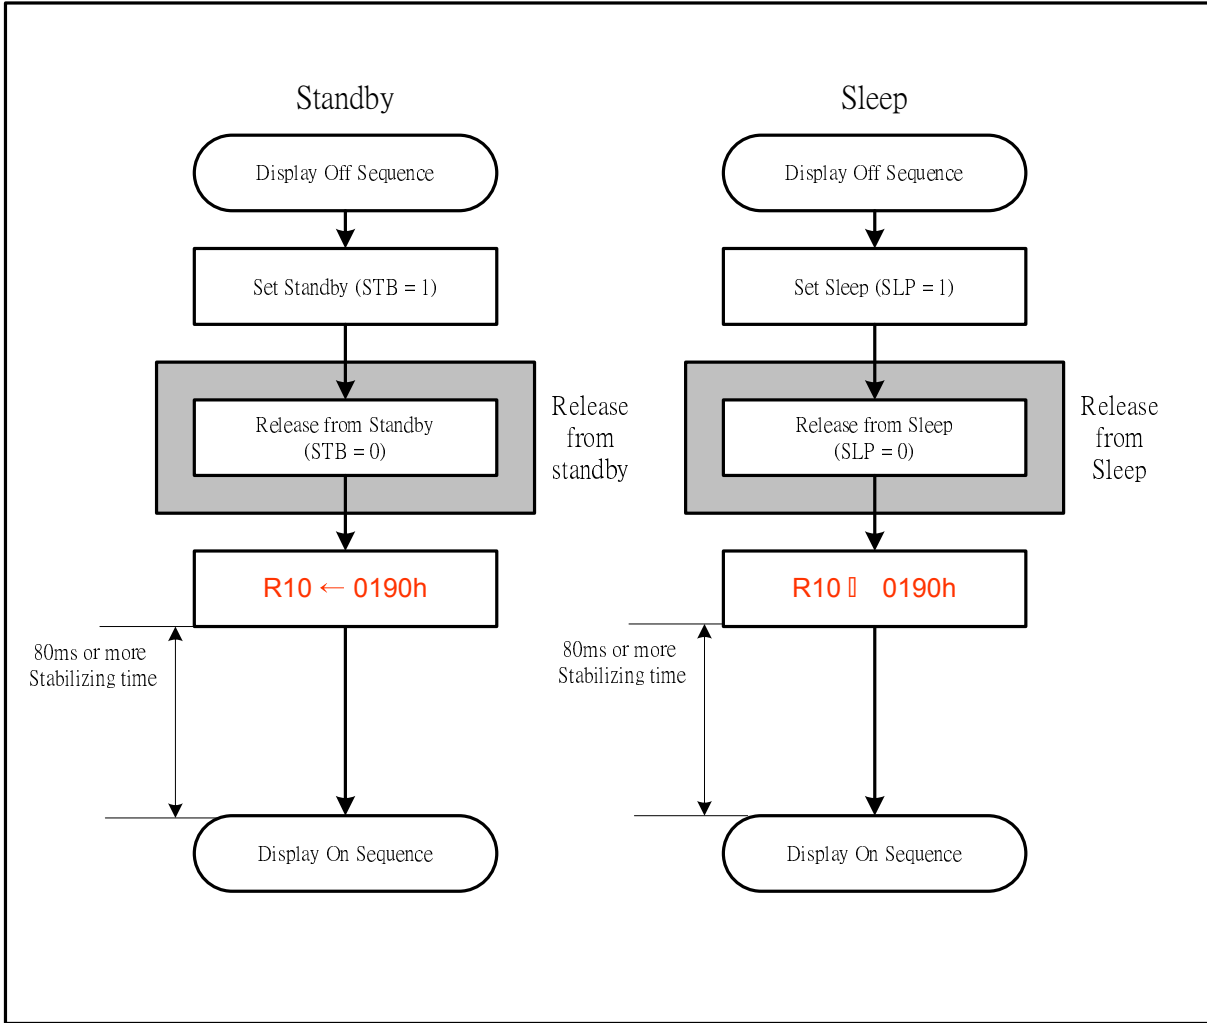 Standby
Display Off Sequence
Set Standby (STB = 1)
Release from Standby
(STB = 0)
Release
from
standby
R10 ← 0190h
80ms or more
Stabilizing time
Display On Sequence
Sleep
Display Off Sequence
Set Sleep (SLP = 1)
Release from Sleep
(SLP = 0)
Release
from
Sleep
R10 ▯ 0190h
80ms or more
Stabilizing time
Display On Sequence